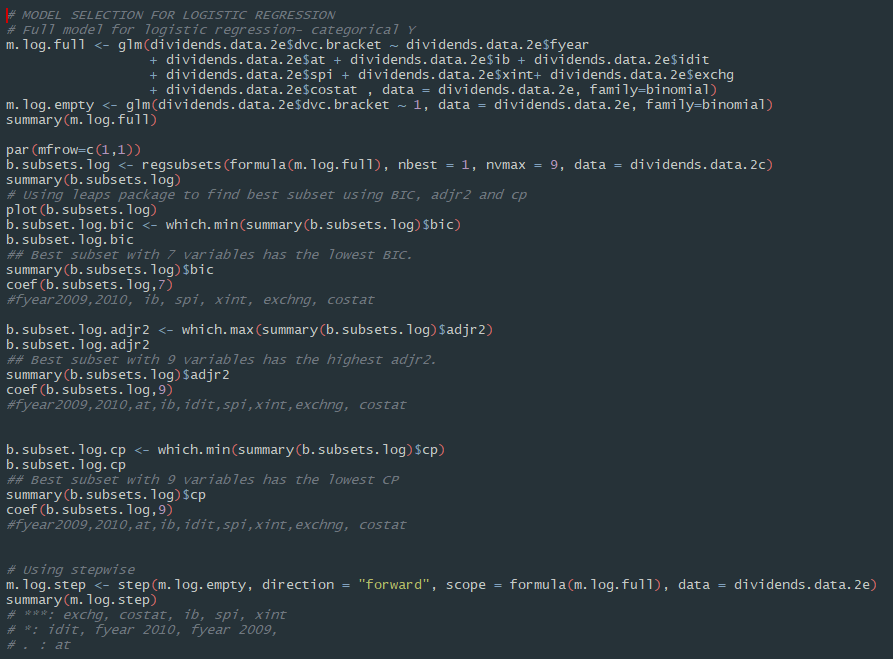 # MODEL SELECTION FOR LOGISTIC REGRESSION
# Full model for logistic regression- categorical Y
m.log.full <- glm(dividends.data.2e$dvc.bracket ~ dividends.data.2e$fyear
+ dividends.data.2e$at + dividends.data.2e$ib + dividends.data.2e$idit
+ dividends.data.2e$spi + dividends.data.2e$xint+ dividends.data.2e$exchg
+ dividends.data.2e$costat , data = dividends.data.2e, family=binomial)
m.log.empty <- glm(dividends.data.2e$dvc.bracket ~ 1, data = dividends.data.2e, family=binomial)
summary(m.log.full)
par(mfrow=c(1,1))
b.subsets.log <- regsubsets(formula(m.log.full), nbest = 1, nvmax = 9, data = dividends.data.2c)
summary(b.subsets.log)
# Using leaps package to find best subset using BIC, adjr2 and cp
plot(b.subsets.log)
b.subset.log.bic <- which.min(summary(b.subsets.log)$bic)
b.subset.log.bic
## Best subset with 7 variables has the lowest BIC.
summary(b.subsets.log)$bic
coef(b.subsets.log,7)
#fyear2009,2010, ib, spi, xint, exchng, costat
b.subset.log.adjr2 <- which.max(summary(b.subsets.log)$adjr2)
b.subset.log.adjr2
## Best subset with 9 variables has the highest adjr2.
summary(b.subsets.log)$adjr2
coef(b.subsets.log,9)
#fyear2009,2010,at,ib,idit,spi,xint,exchng, costat
b.subset.log.cp <- which.min(summary(b.subsets.log)$cp)
b.subset.log.cp
## Best subset with 9 variables has the lowest CP
summary(b.subsets.log)$cp
coef(b.subsets.log,9)
#fyear2009,2010,at,ib,idit,spi,xint,exchng, costat
# Using stepwise
m.log.step <- step(m.log.empty, direction = "forward", scope = formula(m.log.full), data = dividends.data.2e)
summary(m.log.step)
# ***: exchg, costat, ib, spi, xint
# *: idit, fyear 2010, fyear 2009,
# . : at